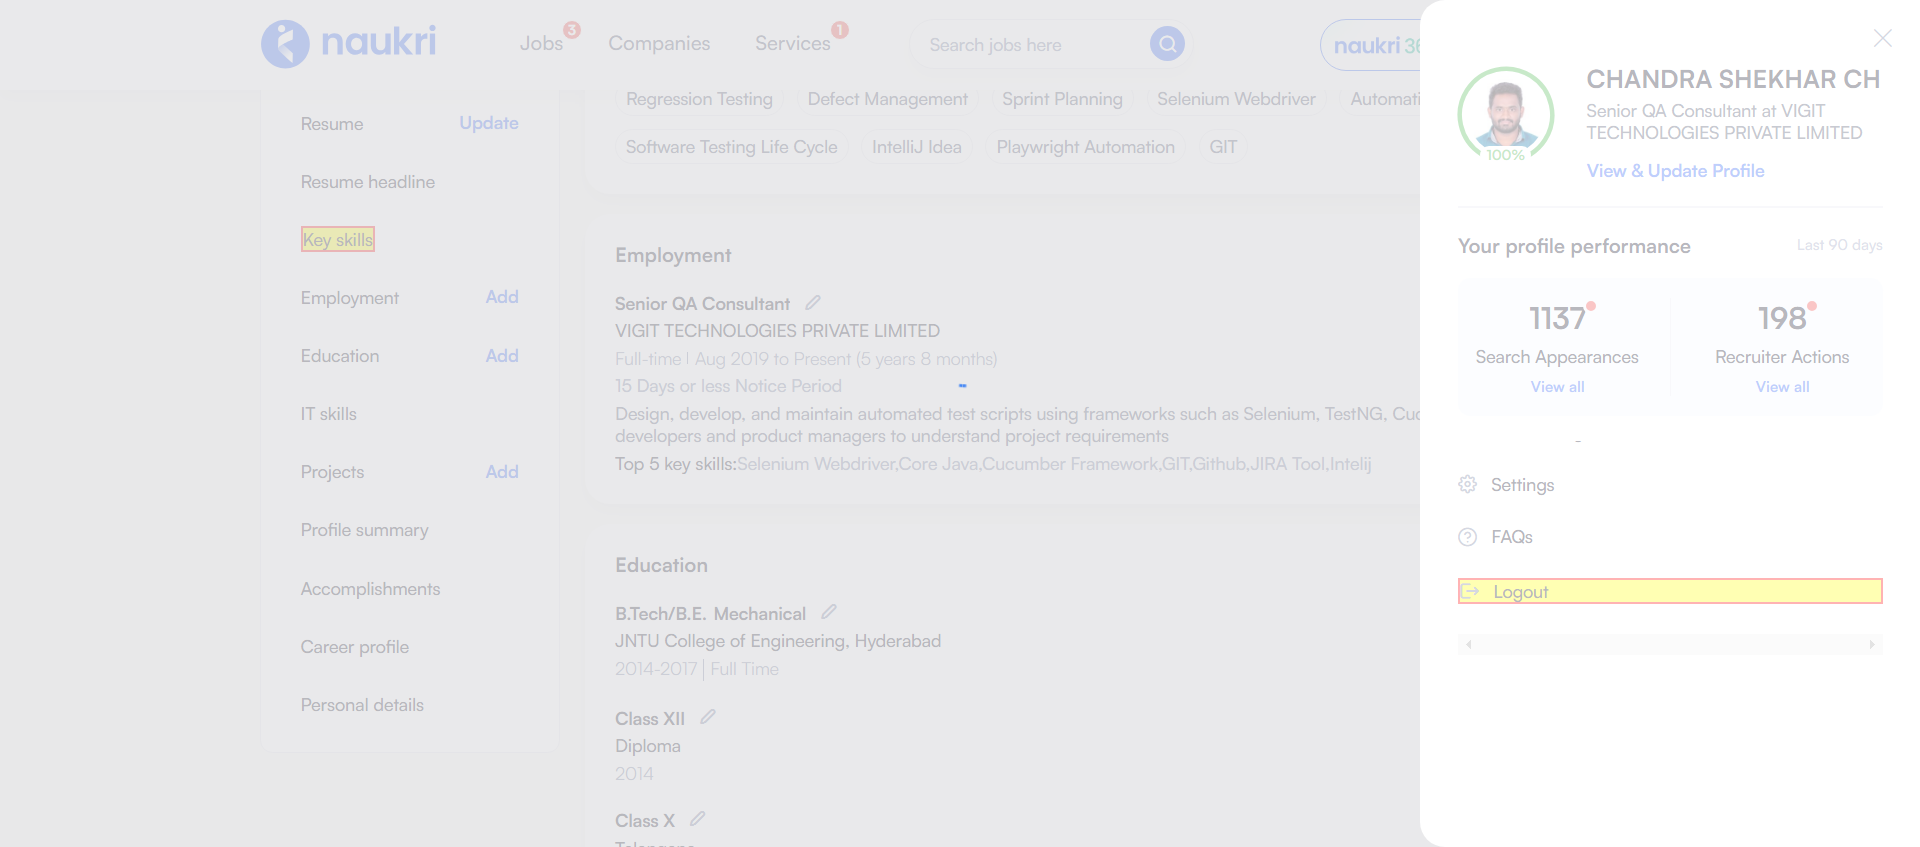 naukri
Jobs 3
Companies
Services 1
Search jobs here
naukri 36
Regression Testing
Defect Management
Sprint Planning
Selenium Webdriver
Automati
Software Testing Life Cycle
IntelliJ Idea
Playwright Automation
GIT
Resume
Update
Resume headline
Key skills
Employment
Add
Education
Add
IT skills
Projects
Add
Profile summary
Accomplishments
Career profile
Personal details
Employment
Senior QA Consultant
VIGIT TECHNOLOGIES PRIVATE LIMITED
Full-time | Aug 2019 to Present (5 years 8 months)
15 Days or less Notice Period
Design, develop, and maintain automated test scripts using frameworks such as Selenium, TestNG, Cuc
developers and product managers to understand project requirements
Top 5 key skills:Selenium Webdriver,Core Java,Cucumber Framework,GIT,Github,JIRA Tool,Intelij
Education
B.Tech/B.E. Mechanical
JNTU College of Engineering, Hyderabad
2014-2017 | Full Time
Class XII
Diploma
2014
Class X
Telangana
100%
CHANDRA SHEKHAR CH
Senior QA Consultant at VIGIT
TECHNOLOGIES PRIVATE LIMITED
View & Update Profile
Your profile performance
Last 90 days
1137
Search Appearances
View all
198
Recruiter Actions
View all
-
Settings
FAQs
Logout